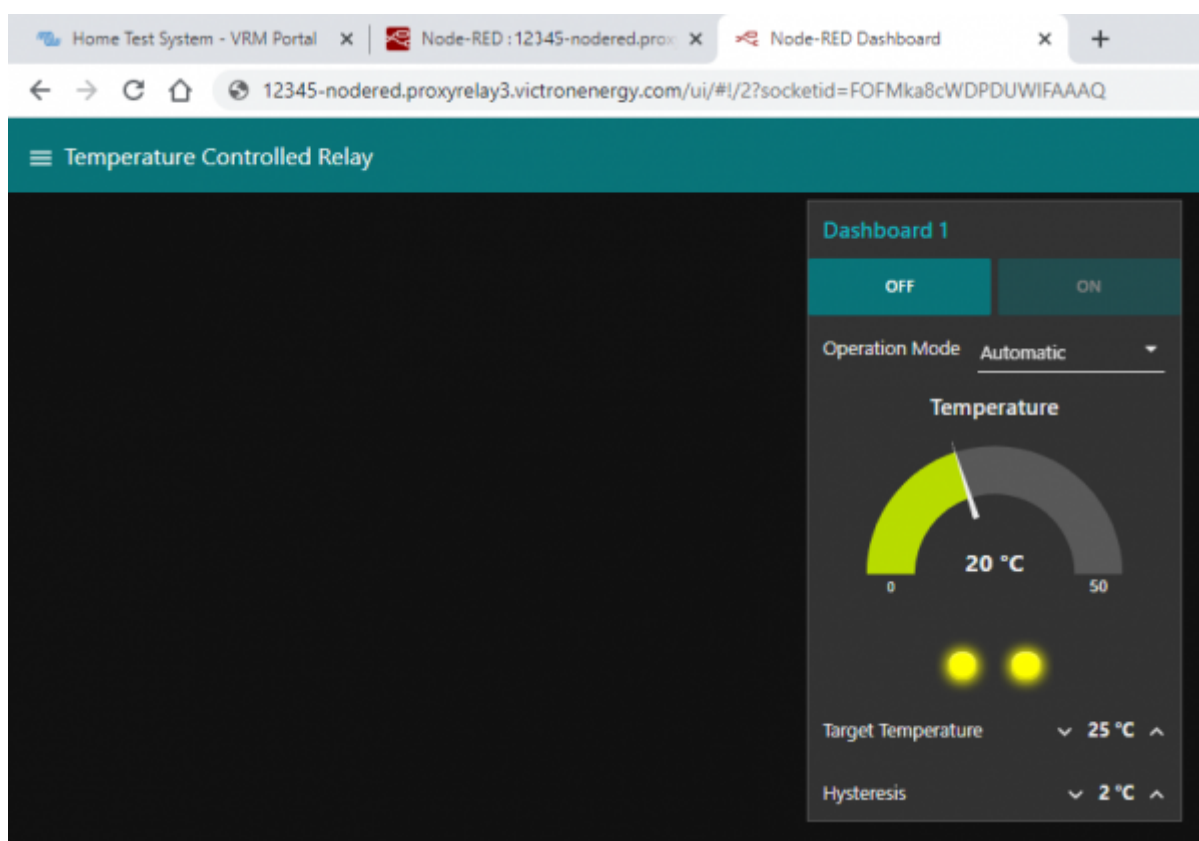 Home Test System - VRM Portal
Node-RED : 12345-nodered.prox
Node-RED Dashboard
12345-nodered.proxyrelay3.victronenergy.com/ui/#!/2?socketid=FOFMka8cWDPDUWIFAAAQ
Temperature Controlled Relay
Dashboard 1
OFF ON
Operation Mode Automatic
Temperature
20 °C
0 50
Target Temperature 25 °C
Hysteresis 2 °C